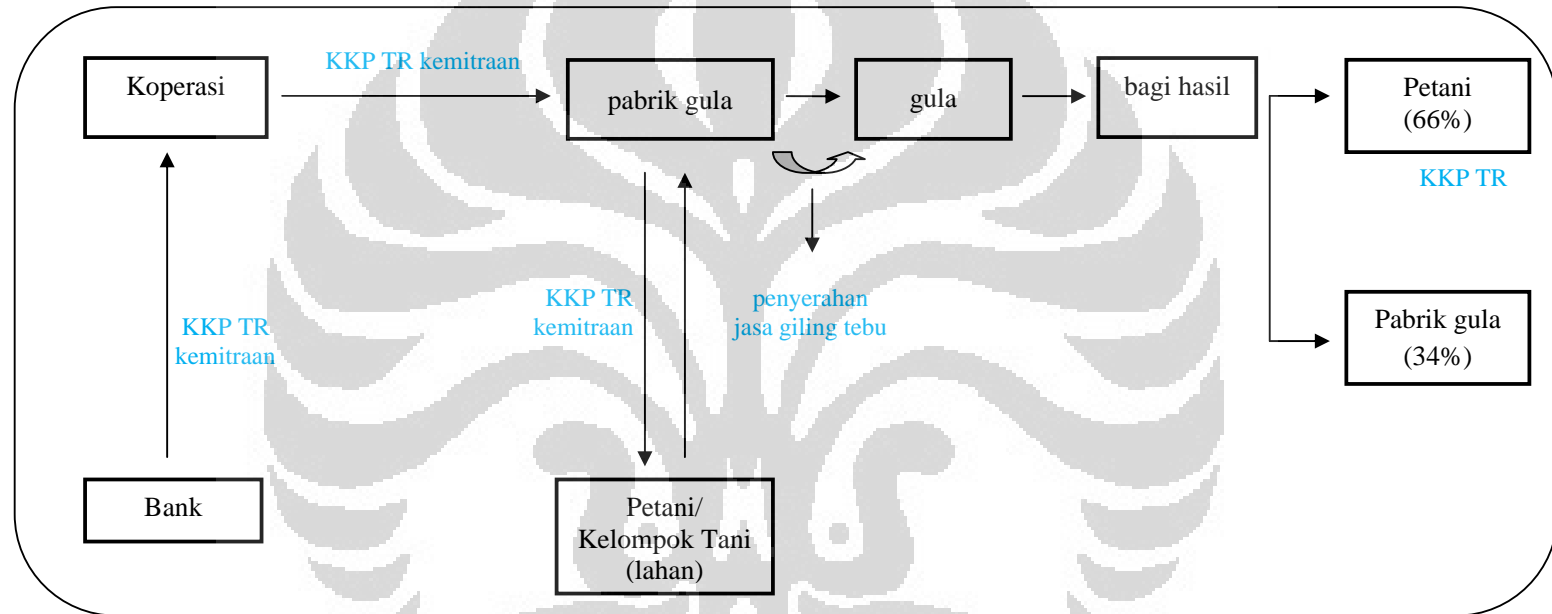 KKP TR kemitraan
Koperasi
pabrik gula
gula
bagi hasil
Petani
(66%)
KKP TR
KKP TR
kemitraan
KKP TR
kemitraan
penyerahan
jasa giling tebu
Pabrik gula
(34%)
Bank
Petani/
Kelompok Tani
(lahan)